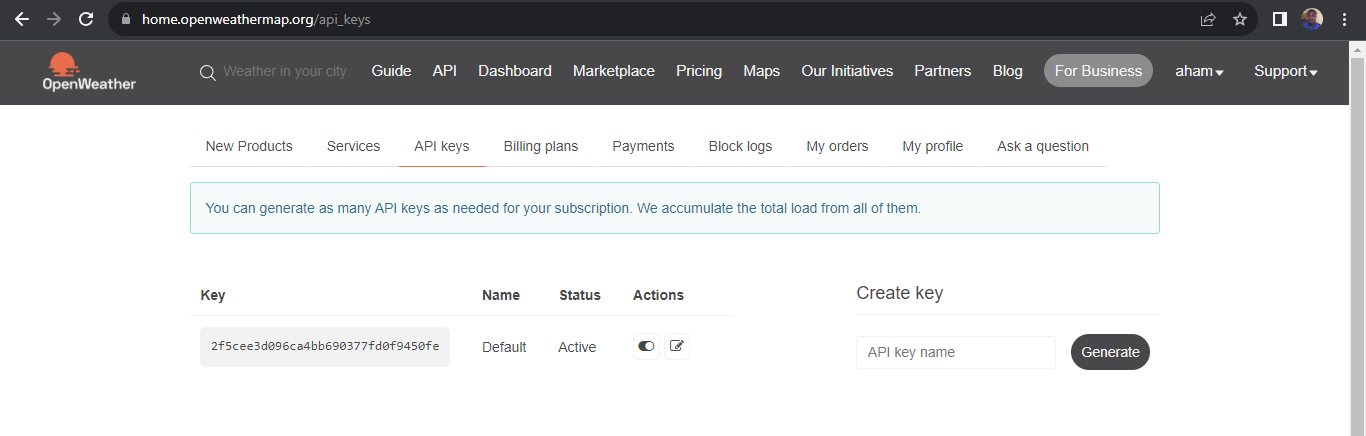 home.openweathermap.org/api_keys
OpenWeather
Weather in your city Guide API Dashboard Marketplace Pricing Maps Our Initiatives Partners Blog For Business aham Support
New Products Services API keys Billing plans Payments Block logs My orders My profile Ask a question
You can generate as many API keys as needed for your subscription. We accumulate the total load from all of them.
Key Name Status Actions
2f5cee3d096ca4bb690377fd0f9450fe Default Active
Create key
API key name Generate